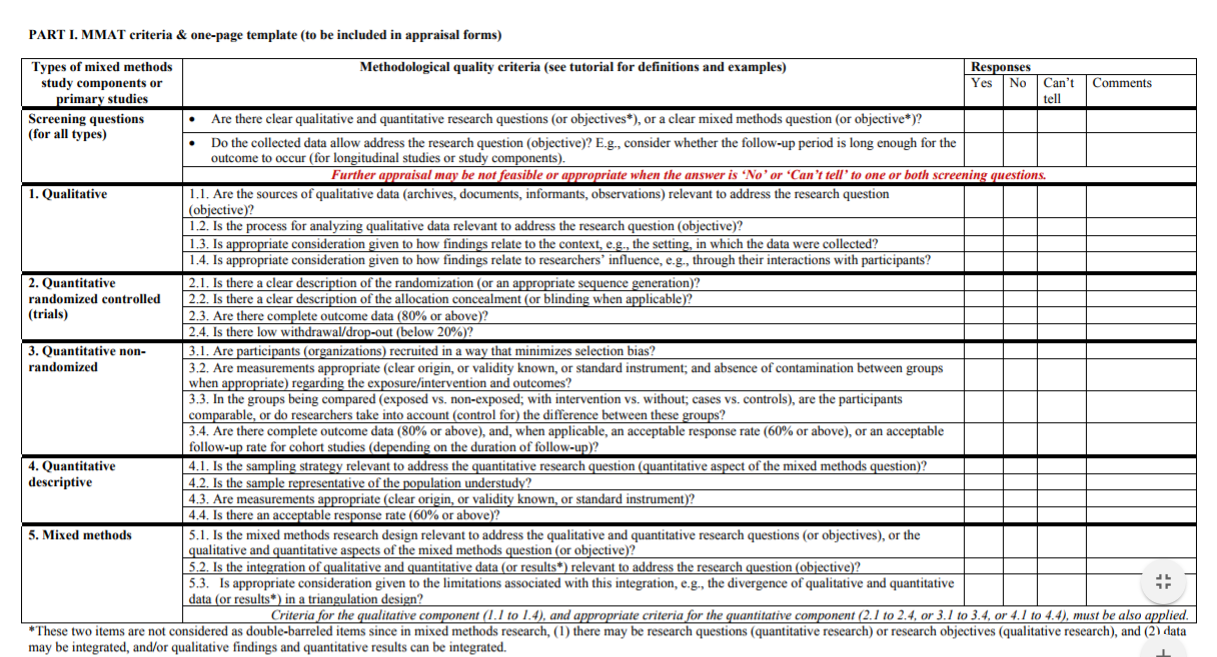 PART I. MMAT criteria & one-page template (to be included in appraisal forms)
Types of mixed methods
study components or
primary studies
Methodological quality criteria (see tutorial for definitions and examples)
Responses
Yes
No
Can't
tell
Comments
Screening questions
(for all types)
• Are there clear qualitative and quantitative research questions (or objectives*), or a clear mixed methods question (or objective*)?
• Do the collected data allow address the research question (objective)? E.g., consider whether the follow-up period is long enough for the
outcome to occur (for longitudinal studies or study components).
Further appraisal may be not feasible or appropriate when the answer is ‘No’ or ‘Can’t tell’ to one or both screening questions.
1. Qualitative
1.1. Are the sources of qualitative data (archives, documents, informants, observations) relevant to address the research question
(objective)?
1.2. Is the process for analyzing qualitative data relevant to address the research question (objective)?
1.3. Is appropriate consideration given to how findings relate to the context, e.g., the setting, in which the data were collected?
1.4. Is appropriate consideration given to how findings relate to researchers’ influence, e.g., through their interactions with participants?
2. Quantitative
randomized controlled
(trials)
2.1. Is there a clear description of the randomization (or an appropriate sequence generation)?
2.2. Is there a clear description of the allocation concealment (or blinding when applicable)?
2.3. Are there complete outcome data (80% or above)?
2.4. Is there low withdrawal/drop-out (below 20%)?
3. Quantitative non-
randomized
3.1. Are participants (organizations) recruited in a way that minimizes selection bias?
3.2. Are measurements appropriate (clear origin, or validity known, or standard instrument; and absence of contamination between groups
when appropriate) regarding the exposure/intervention and outcomes?
3.3. In the groups being compared (exposed vs. non-exposed; with intervention vs. without; cases vs. controls), are the participants
comparable, or do researchers take into account (control for) the difference between these groups?
3.4. Are there complete outcome data (80% or above), and, when applicable, an acceptable response rate (60% or above), or an acceptable
follow-up rate for cohort studies (depending on the duration of follow-up)?
4. Quantitative
descriptive
4.1. Is the sampling strategy relevant to address the quantitative research question (quantitative aspect of the mixed methods question)?
4.2. Is the sample representative of the population understudy?
4.3. Are measurements appropriate (clear origin, or validity known, or standard instrument)?
4.4. Is there an acceptable response rate (60% or above)?
5. Mixed methods
5.1. Is the mixed methods research design relevant to address the qualitative and quantitative research questions (or objectives), or the
qualitative and quantitative aspects of the mixed methods question (or objective)?
5.2. Is the integration of qualitative and quantitative data (or results*) relevant to address the research question (objective)?
5.3. Is appropriate consideration given to the limitations associated with this integration, e.g., the divergence of qualitative and quantitative
data (or results*) in a triangulation design?
Criteria for the qualitative component (1.1 to 1.4), and appropriate criteria for the quantitative component (2.1 to 2.4, or 3.1 to 3.4, or 4.1 to 4.4), must be also applied.
*These two items are not considered as double-barreled items since in mixed methods research, (1) there may be research questions (quantitative research) or research objectives (qualitative research), and (2) data
may be integrated, and/or qualitative findings and quantitative results can be integrated.